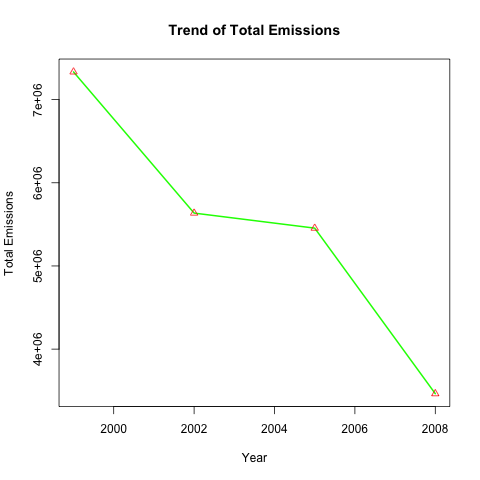 Trend of Total Emissions
7e+06
6e+06
5e+06
4e+06
Total Emissions
2000 2002 2004 2006 2008
Year